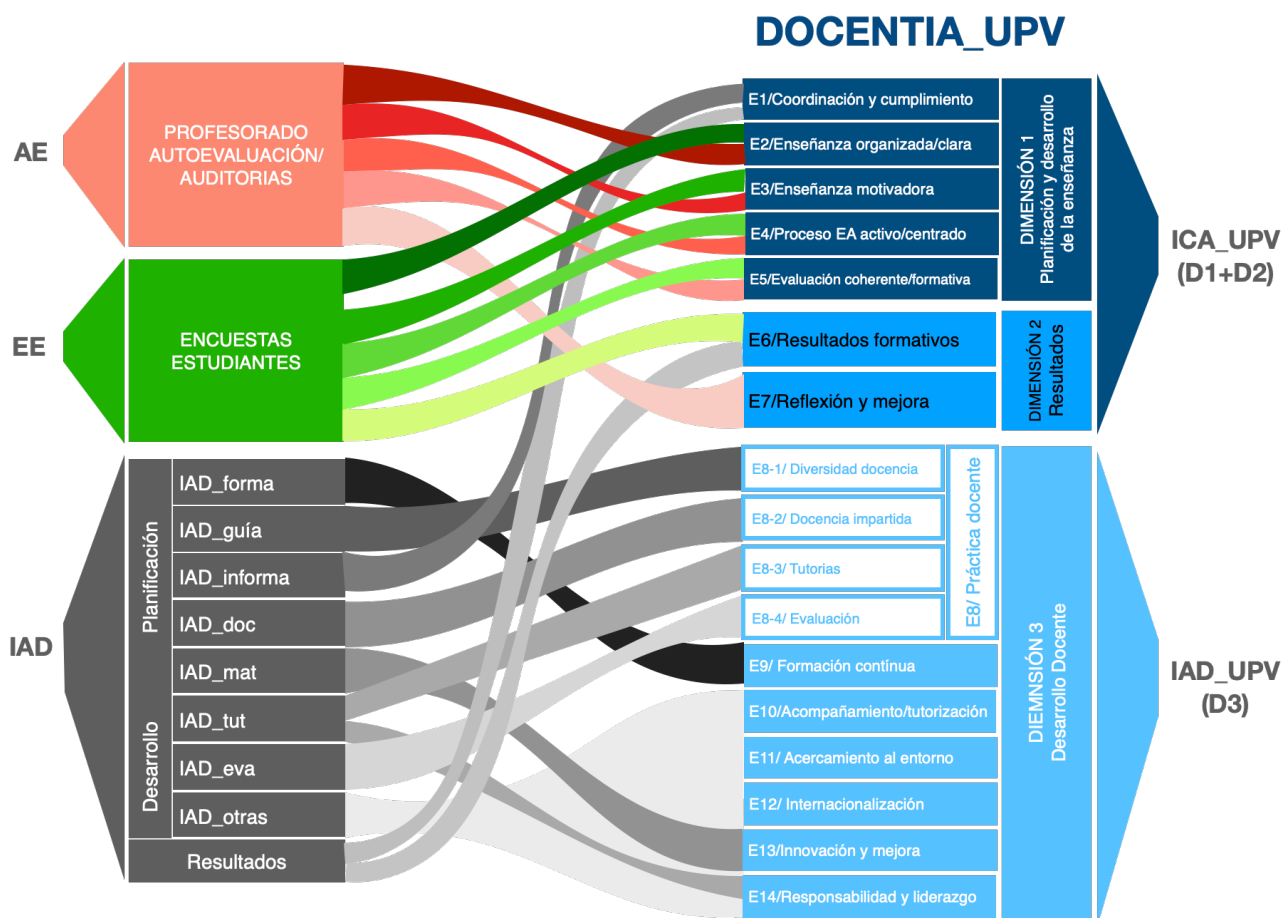 DOCENTIA_UPV
AE
PROFESORADO
AUTOEVALUACIÓN/
AUDITORIAS
EE
ENCUESTAS
ESTUDIANTES
IAD
Planificación
Desarrollo
IAD_forma
IAD_guía
IAD_informa
IAD_doc
IAD_mat
IAD_tut
IAD_eva
IAD_otras
Resultados
E1/Coordinación y cumplimiento
E2/Enseñanza organizada/clara
E3/Enseñanza motivadora
E4/Proceso EA activo/centrado
E5/Evaluación coherente/formativa
DIMENSIÓN 1
Planificación y desarrollo
de la enseñanza
E6/Resultados formativos
E7/Reflexión y mejora
DIMENSIÓN 2
Resultados
ICA_UPV
(D1+D2)
E8-1/ Diversidad docencia
E8-2/ Docencia impartida
E8-3/ Tutorias
E8-4/ Evaluación
E8/ Práctica docente
E9/ Formación contínua
E10/Acompañamiento/tutorización
E11/ Acercamiento al entorno
E12/ Internacionalización
E13/Innovación y mejora
E14/Responsabilidad y liderazgo
DIEMNSIÓN 3
Desarrollo Docente
IAD_UPV
(D3)